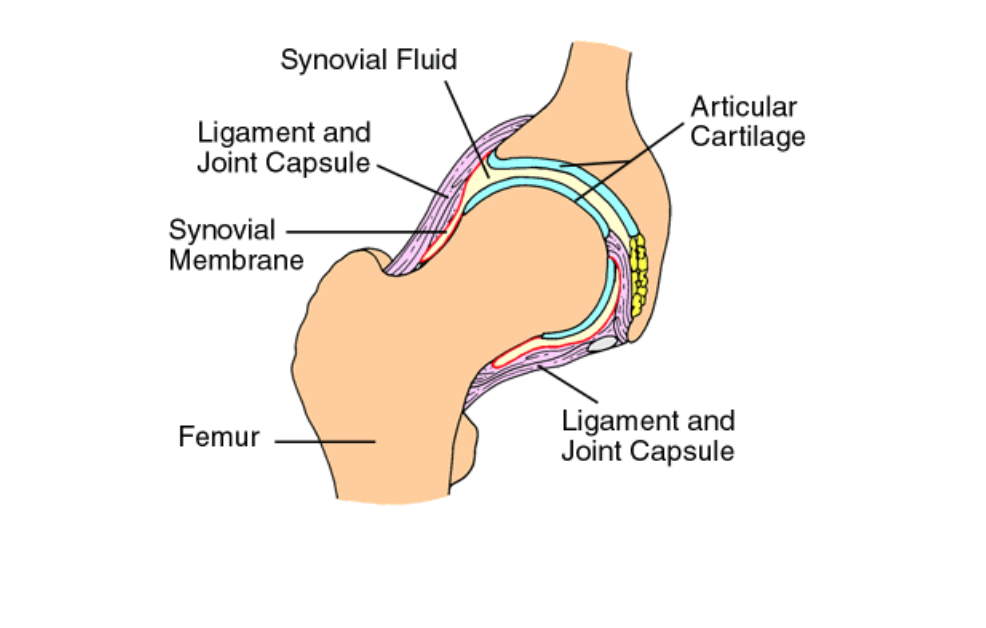 Synovial Fluid
Articular
Cartilage
Ligament and
Joint Capsule
Synovial
Membrane
Femur
Ligament and
Joint Capsule